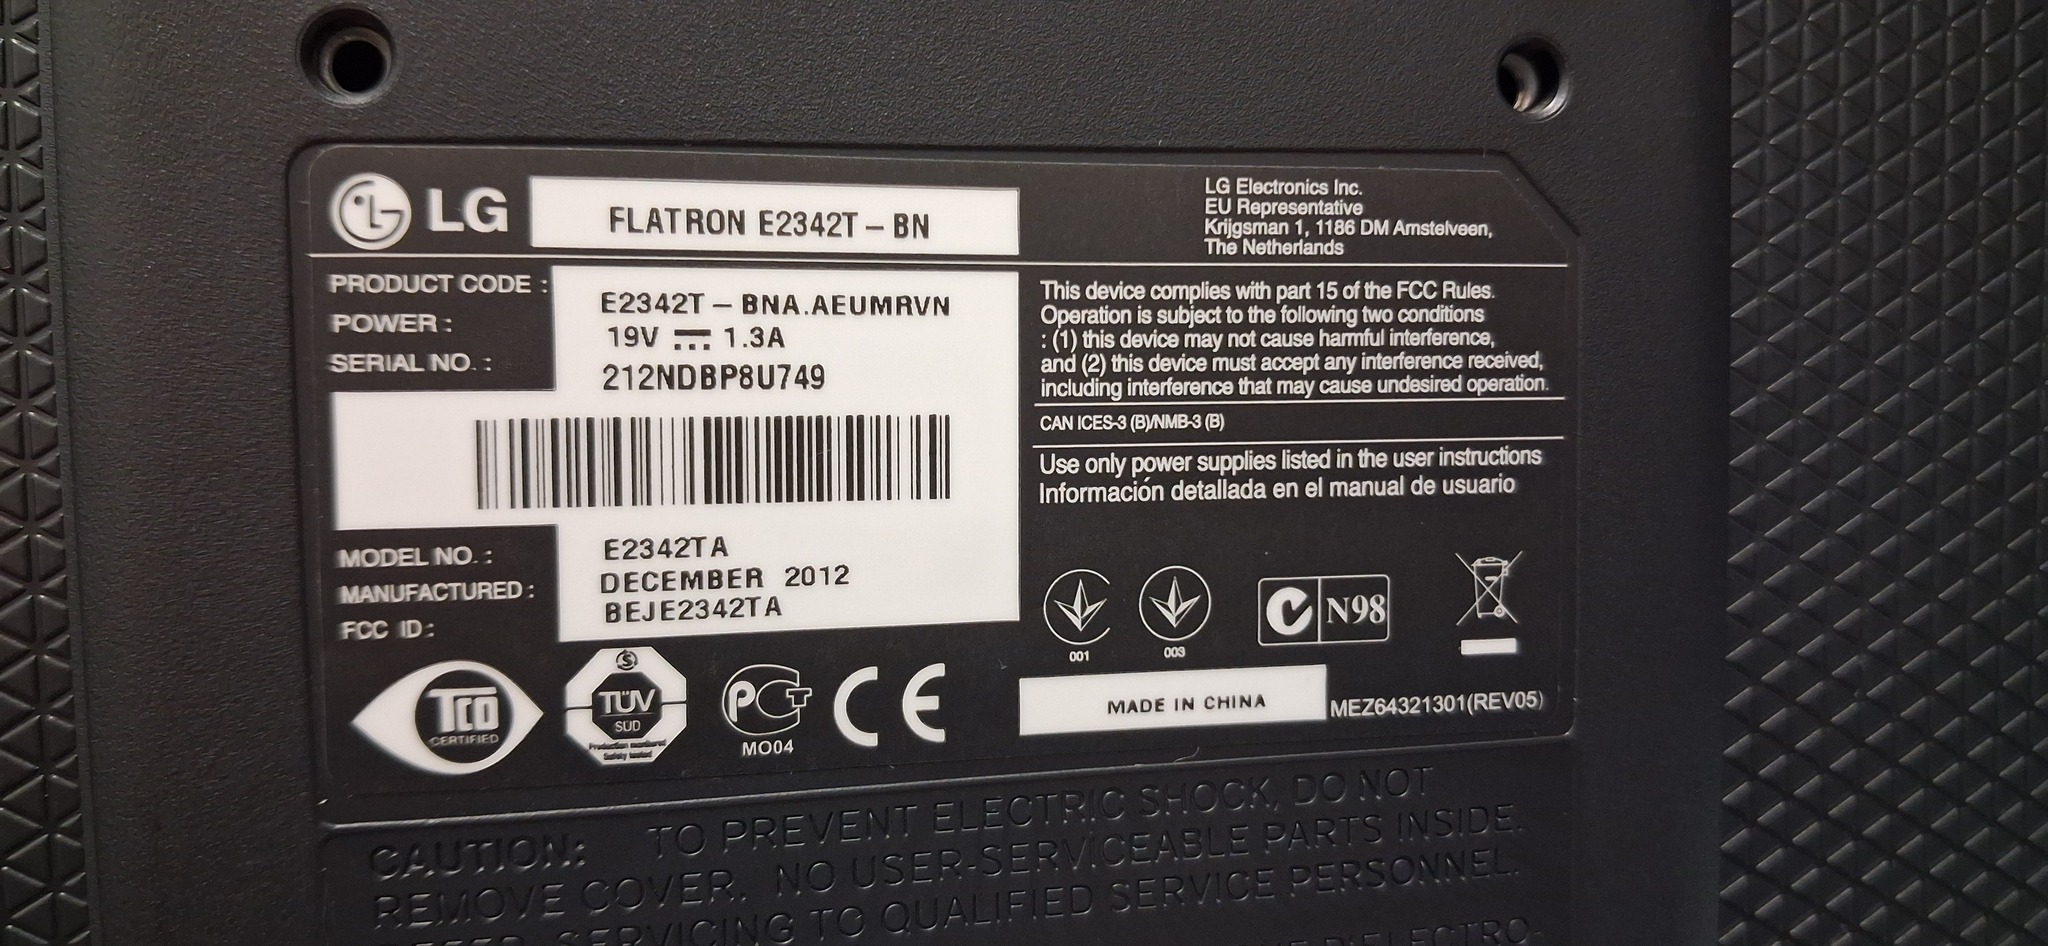 LG FLATRON E2342T – BN
LG Electronics Inc.
EU Representative
Krijgsman 1, 1186 DM Amstelveen,
The Netherlands
PRODUCT CODE : E2342T – BNA.AEUMRVN
POWER : 19V 1.3A
SERIAL NO. : 212NDBP8U749
MODEL NO. : E2342TA
MANUFACTURED : DECEMBER 2012
FCC ID : BEJE2342TA
This device complies with part 15 of the FCC Rules.
Operation is subject to the following two conditions
: (1) this device may not cause harmful interference,
and (2) this device must accept any interference received,
including interference that may cause undesired operation.
CAN ICES-3 (B)/NMB-3 (B)
Use only power supplies listed in the user instructions
Información detallada en el manual de usuario
001
003
N98
TCO
CERTIFIED
TÜV
SÜD
Production monitored
Safety tested
PCT
MO04
CE
MADE IN CHINA
MEZ64321301(REV05)
CAUTION: TO PREVENT ELECTRIC SHOCK, DO NOT
REMOVE COVER. NO USER-SERVICEABLE PARTS INSIDE.
SERVICING TO QUALIFIED SERVICE PERSONNEL.